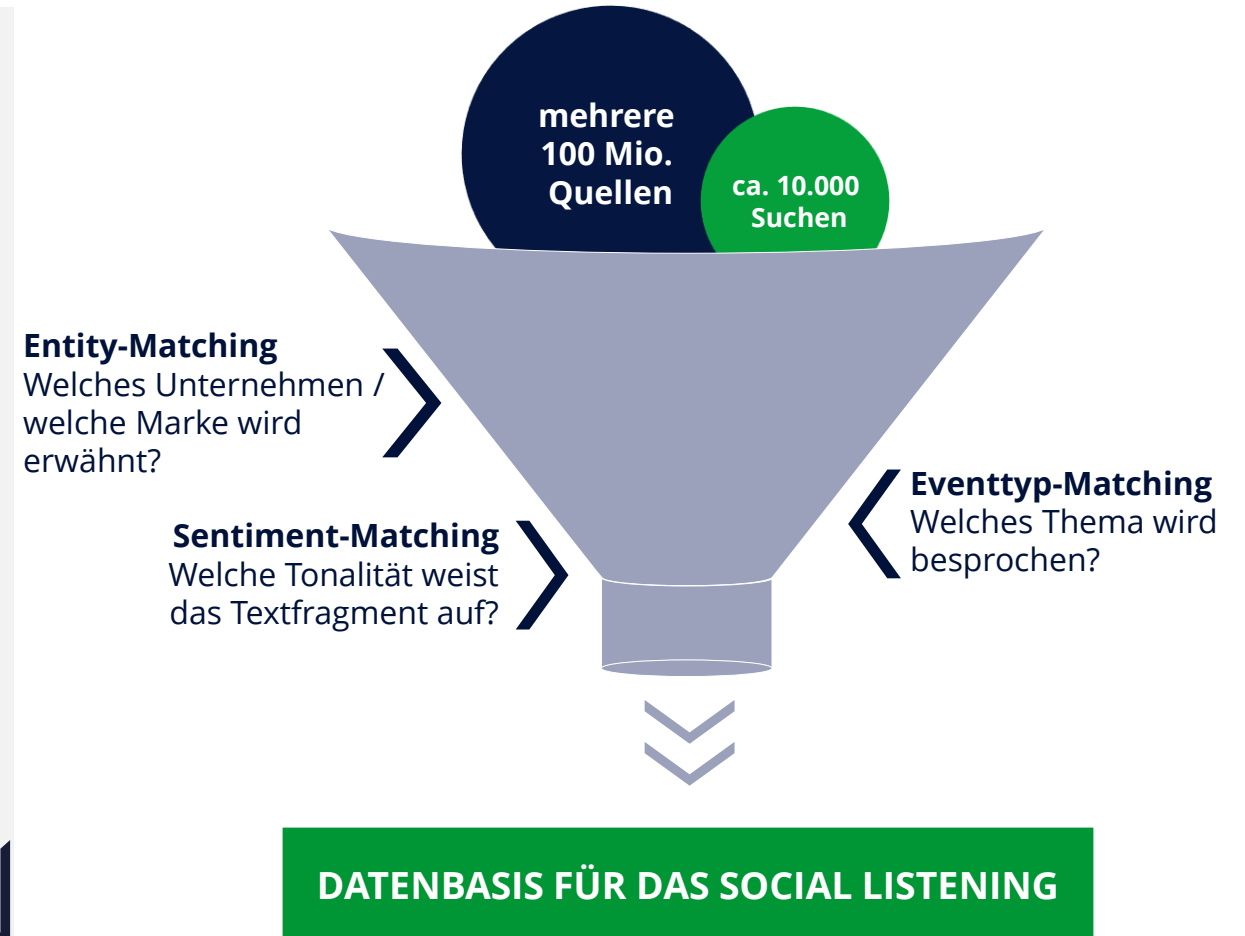 mehrere
100 Mio.
Quellen
ca. 10.000
Suchen
Entity-Matching
Welches Unternehmen /
welche Marke wird
erwähnt?
Eventtyp-Matching
Welches Thema wird
besprochen?
Sentiment-Matching
Welche Tonalität weist
das Textfragment auf?
DATENBASIS FÜR DAS SOCIAL LISTENING